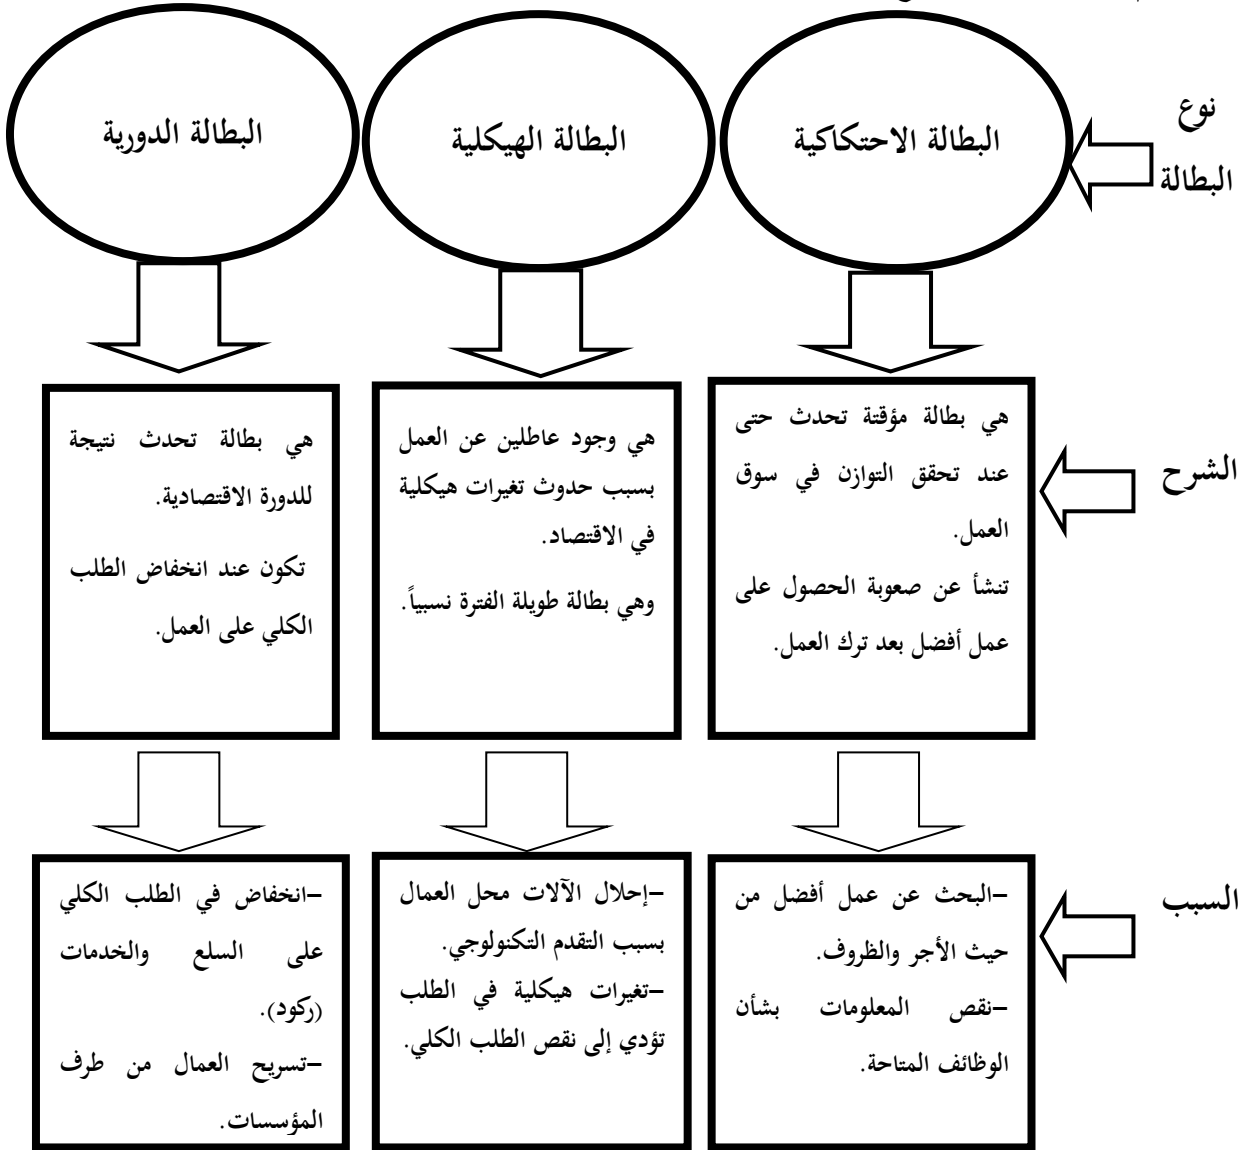 نوع
البطالة
البطالة الاحتكاكية
البطالة الهيكلية
البطالة الدورية
الشرح
هي بطالة مؤقتة تحدث حتى
عند تحقق التوازن في سوق
العمل.
تنشأ عن صعوبة الحصول على
عمل أفضل بعد ترك العمل.
هي وجود عاطلين عن العمل
بسبب حدوث تغيرات هيكلية
في الاقتصاد.
وهي بطالة طويلة الفترة نسبياً.
هي بطالة تحدث نتيجة
للدورة الاقتصادية.
تكون عند انخفاض الطلب
الكلي على العمل.
السبب
–البحث عن عمل أفضل من
حيث الأجر والظروف.
–نقص المعلومات بشأن
الوظائف المتاحة.
–إحلال الآلات محل العمال
بسبب التقدم التكنولوجي.
–تغيرات هيكلية في الطلب
تؤدي إلى نقص الطلب الكلي.
–انخفاض في الطلب الكلي
على السلع والخدمات
(ركود).
–تسريح العمال من طرف
المؤسسات.